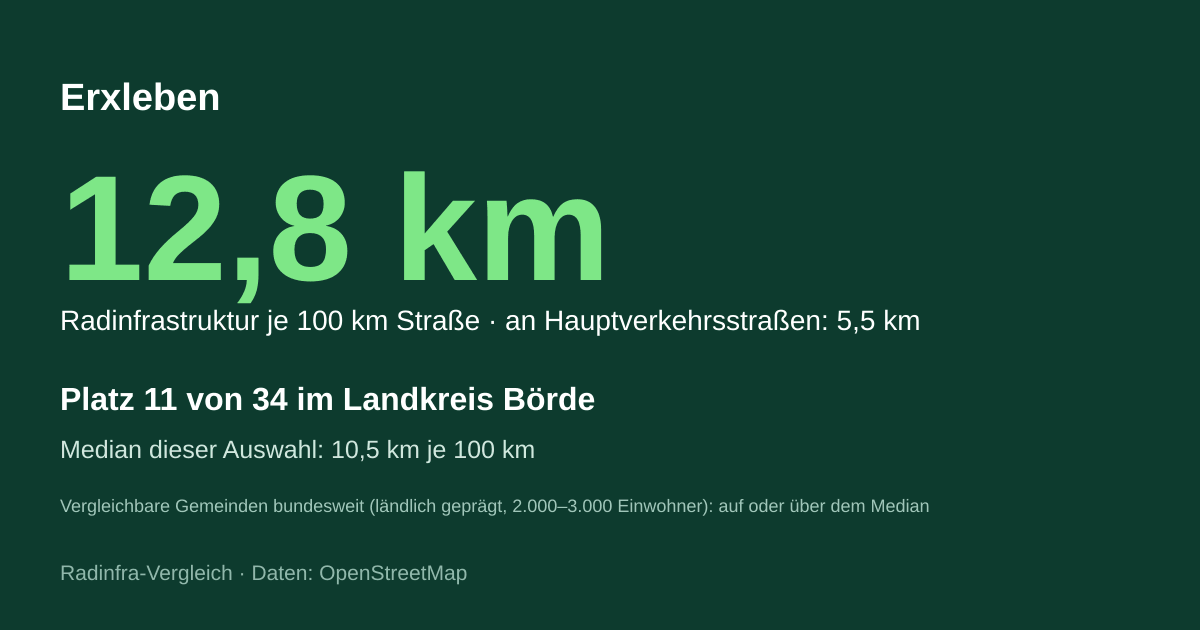 Erxleben
12,8 km
Radinfrastruktur je 100 km Straße · an Hauptverkehrsstraßen: 5,5 km
Platz 11 von 34 im Landkreis Börde
Median dieser Auswahl: 10,5 km je 100 km
Vergleichbare Gemeinden bundesweit (ländlich geprägt, 2.000–3.000 Einwohner): auf oder über dem Median
Radinfra-Vergleich · Daten: OpenStreetMap